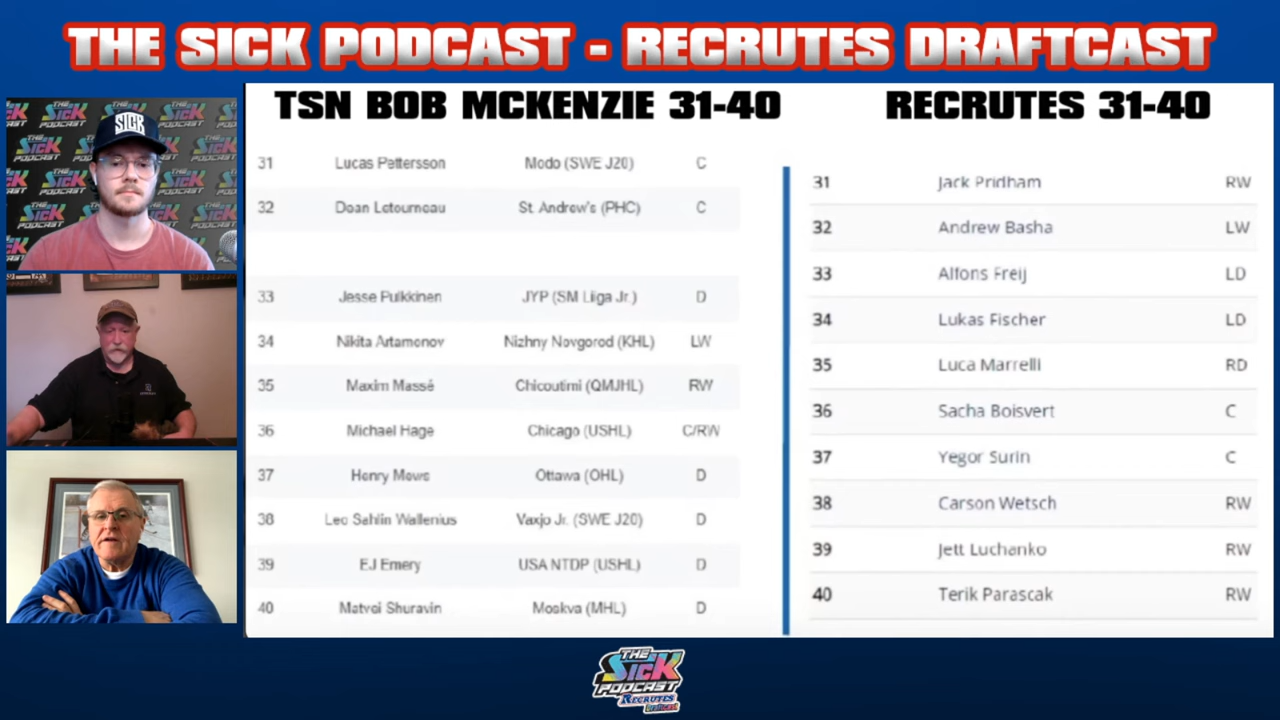 THE SICK PODCAST - RECRUTES DRAFTCAST
TSN BOB MCKENZIE 31-40
31 Lucas Pettersson Modo (SWE J20) C
32 Dean Letourneau St. Andrew's (PHC) C
33 Jesse Pulkkinen JYP (SM Liiga Jr.) D
34 Nikita Artamonov Nizhny Novgorod (KHL) LW
35 Maxim Massé Chicoutimi (QMJHL) RW
36 Michael Hage Chicago (USHL) C/RW
37 Henry Mews Ottawa (OHL) D
38 Leo Sahlin Wallenius Vaxjo Jr. (SWE J20) D
39 EJ Emery USA NTDP (USHL) D
40 Matvei Shuravin Moskva (MHL) D
RECRUTES 31-40
31 Jack Pridham RW
32 Andrew Basha LW
33 Alfons Freij LD
34 Lukas Fischer LD
35 Luca Marrelli RD
36 Sacha Boisvert C
37 Yegor Surin C
38 Carson Wetsch RW
39 Jett Luchanko RW
40 Terik Parascak RW
SICK
THE
SICK
PODCAST
RECRUTES
DraftCast